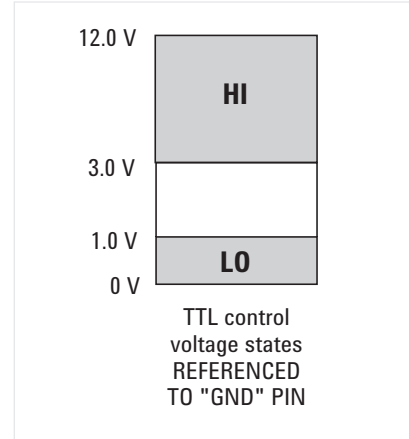 12.0 V
HI
3.0 V
1.0 V
LO
0 V
TTL control
voltage states
REFERENCED
TO "GND" PIN